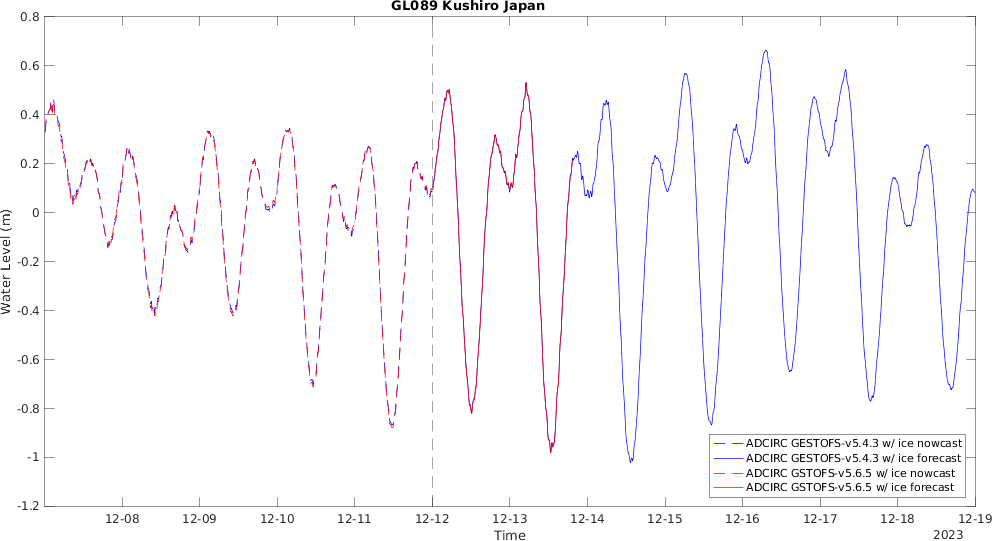 GL089 Kushiro Japan
0.8
0.6
0.4
0.2
0
-0.2
-0.4
-0.6
-0.8
-1
-1.2
Water Level (m)
ADCIRC GESTOFS-v5.4.3 w/ ice nowcast
ADCIRC GESTOFS-v5.4.3 w/ ice forecast
ADCIRC GSTOFS-v5.6.5 w/ ice nowcast
ADCIRC GSTOFS-v5.6.5 w/ ice forecast
12-08 12-09 12-10 12-11 12-12 12-13 12-14 12-15 12-16 12-17 12-18 12-19
Time
2023